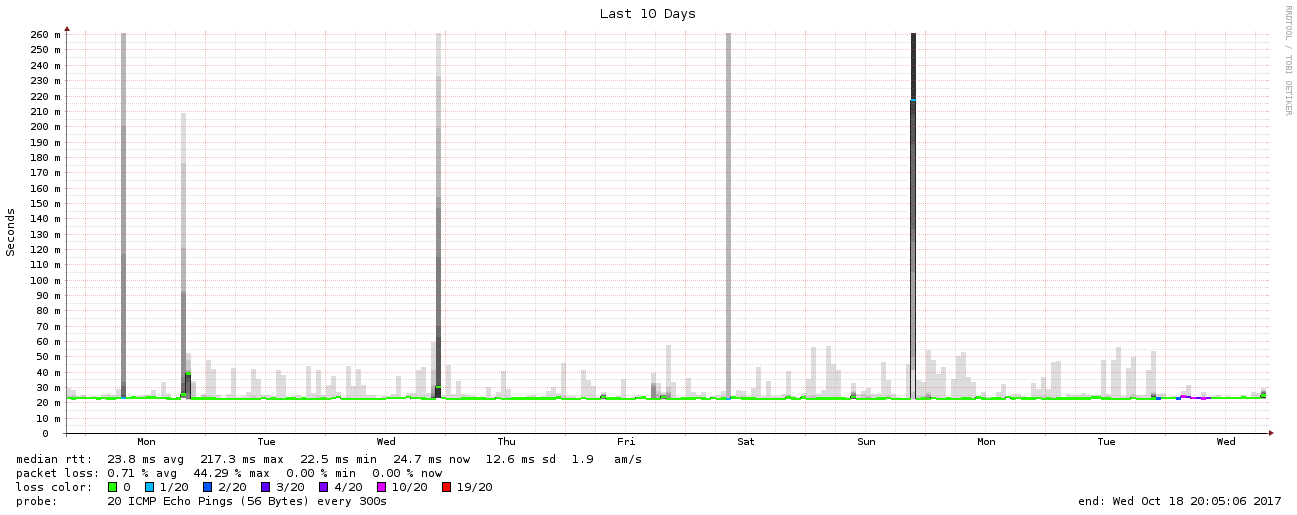 Last 10 Days
RRDTOOL / TOBI OETIKER
260 m
250 m
240 m
230 m
220 m
210 m
200 m
190 m
180 m
170 m
160 m
150 m
140 m
130 m
120 m
110 m
100 m
90 m
80 m
70 m
60 m
50 m
40 m
30 m
20 m
10 m
0
Seconds
Mon Tue Wed Thu Fri Sat Sun Mon Tue Wed
median rtt: 23.8 ms avg 217.3 ms max 22.5 ms min 24.7 ms now 12.6 ms sd 1.9 am/s
packet loss: 0.71 % avg 44.29 % max 0.00 % min 0.00 % now
loss color: 0 1/20 2/20 3/20 4/20 10/20 19/20
probe: 20 ICMP Echo Pings (56 Bytes) every 300s end: Wed Oct 18 20:05:06 2017